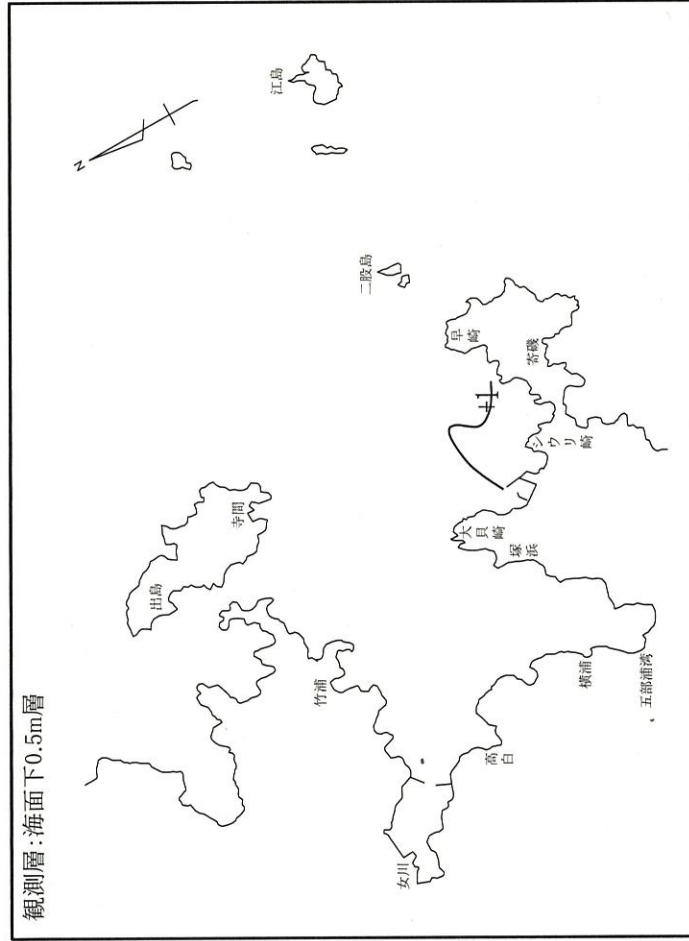 観測層:海面下0.5m層
N
江島
二股島
早崎
寄磯
+1
シウリ崎
大貝崎
塚浜
寺間
出島
竹浦
横浦
五部浦湾
高白
女川